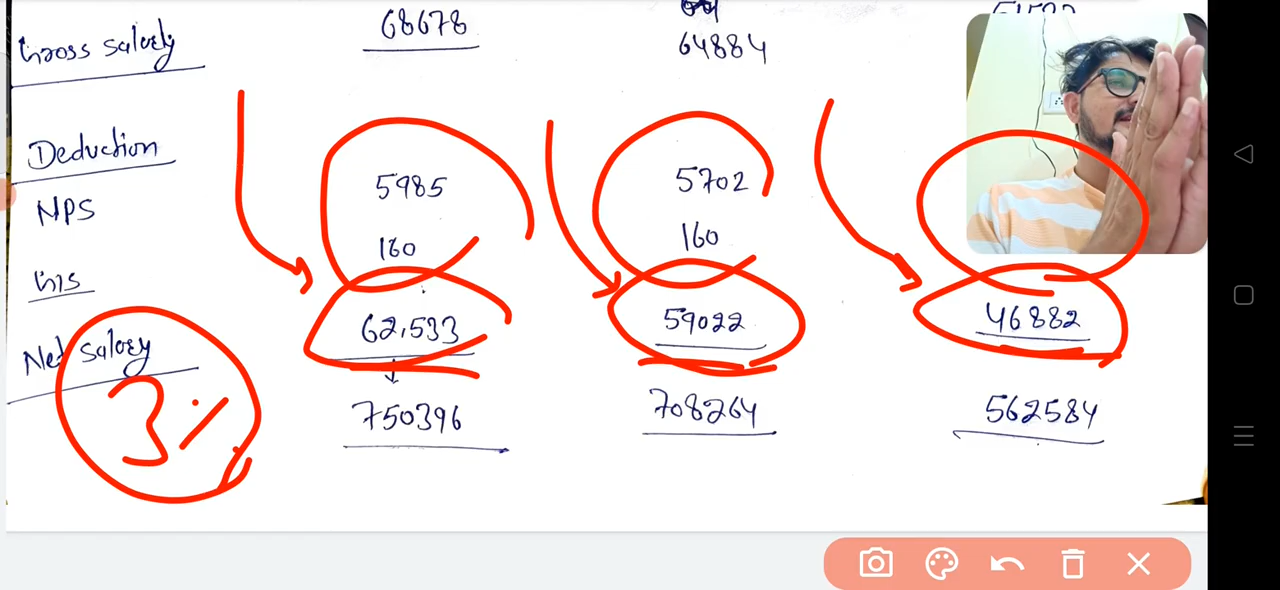 Gross Salary 68678 64884
Deduction
NPS 5985 5702
GIS 160 160
Net Salary 62,533 59022 46882
3%
750396 708264 562584